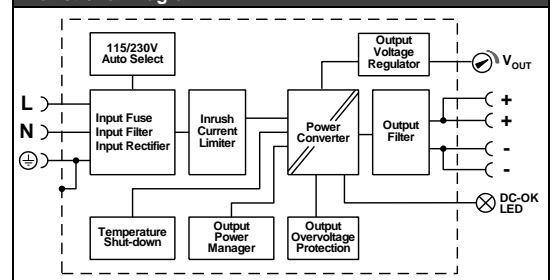 115/230V
Auto Select
Output
Voltage
Regulator
VOUT
L
N
Input Fuse
Input Filter
Input Rectifier
Inrush
Current
Limiter
Power
Converter
Output
Filter
+
+
-
-
DC-OK
LED
Temperature
Shut-down
Output
Power
Manager
Output
Overvoltage
Protection